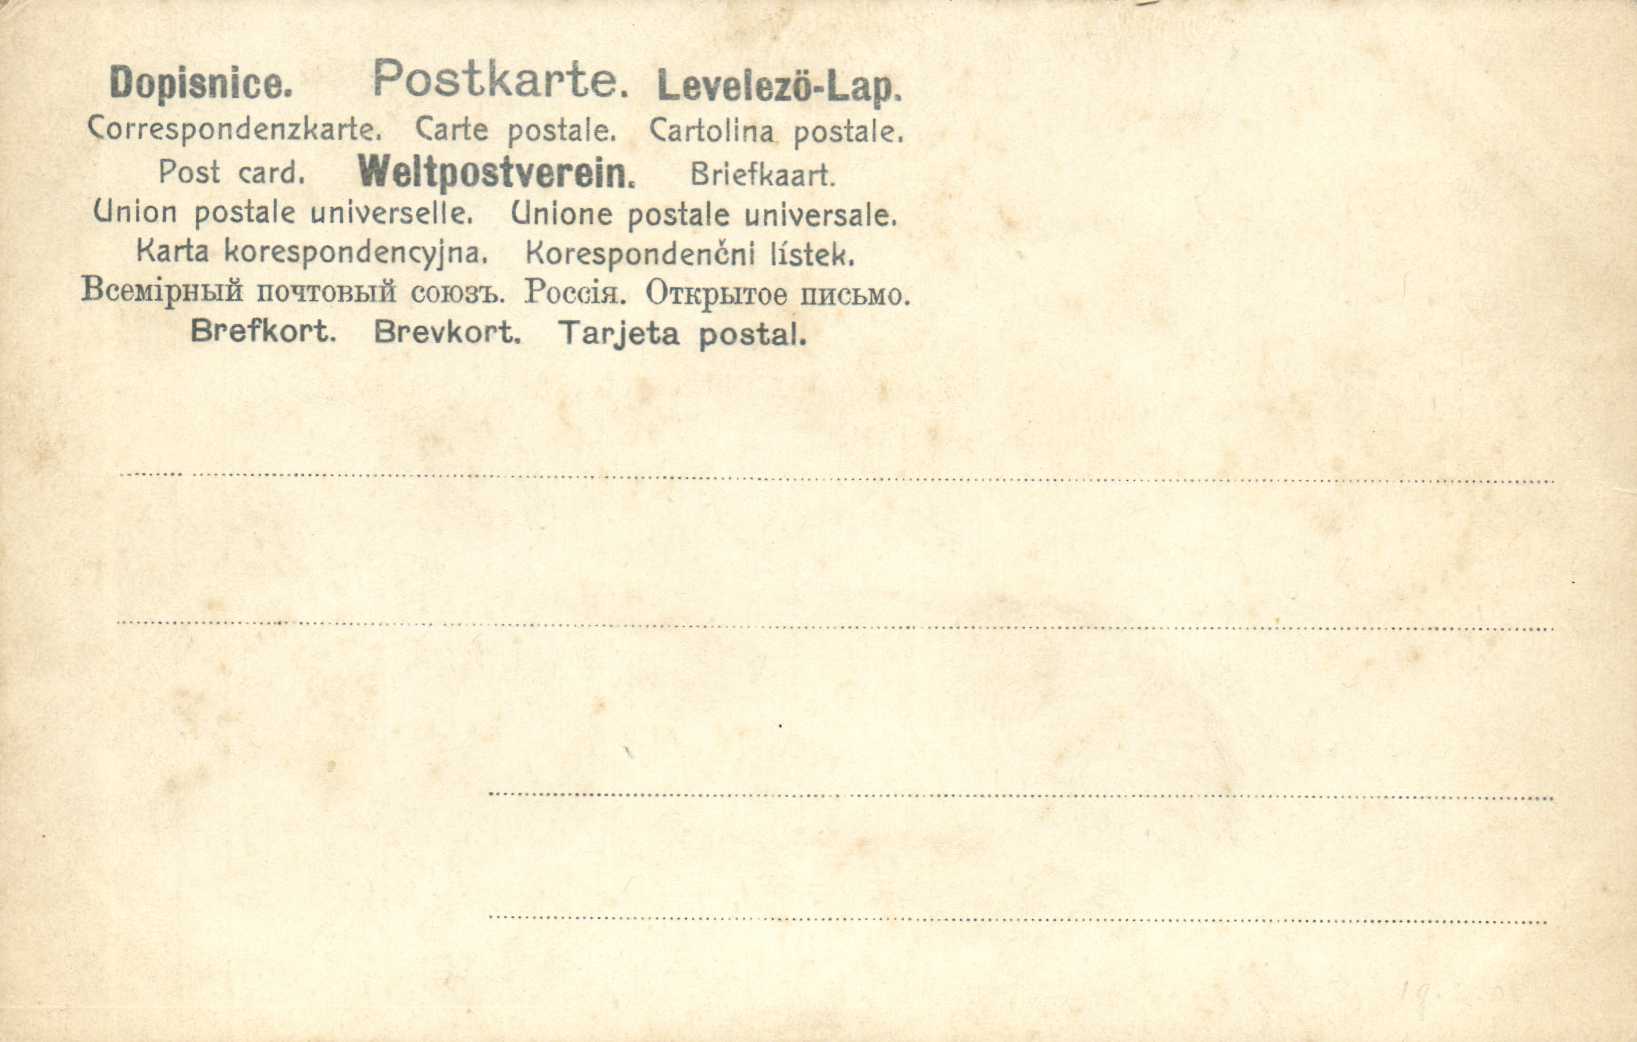 Dopisnice. Postkarte. Levelezö-Lap.
Correspondenzkarte. Carte postale. Cartolina postale.
Post card. Weltpostverein. Briefkaart.
Union postale universelle. Unione postale universale.
Karta korespondencyjna. Korespondenčni lístek.
Всемірный почтовый союзъ. Россія. Открытое письмо.
Brefkort. Brevkort. Tarjeta postal.